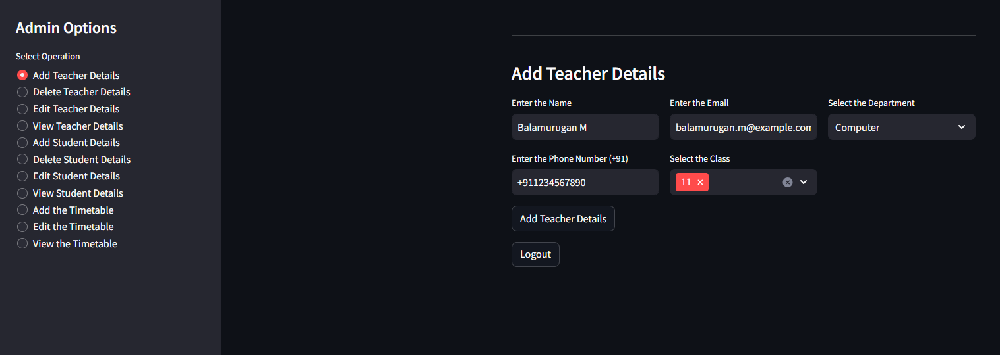 Admin Options
Select Operation
Add Teacher Details
Delete Teacher Details
Edit Teacher Details
View Teacher Details
Add Student Details
Delete Student Details
Edit Student Details
View Student Details
Add the Timetable
Edit the Timetable
View the Timetable
Add Teacher Details
Enter the Name Enter the Email Select the Department
Balamurugan M balamurugan.m@example.com Computer
Enter the Phone Number (+91) Select the Class
+911234567890 11
Add Teacher Details
Logout